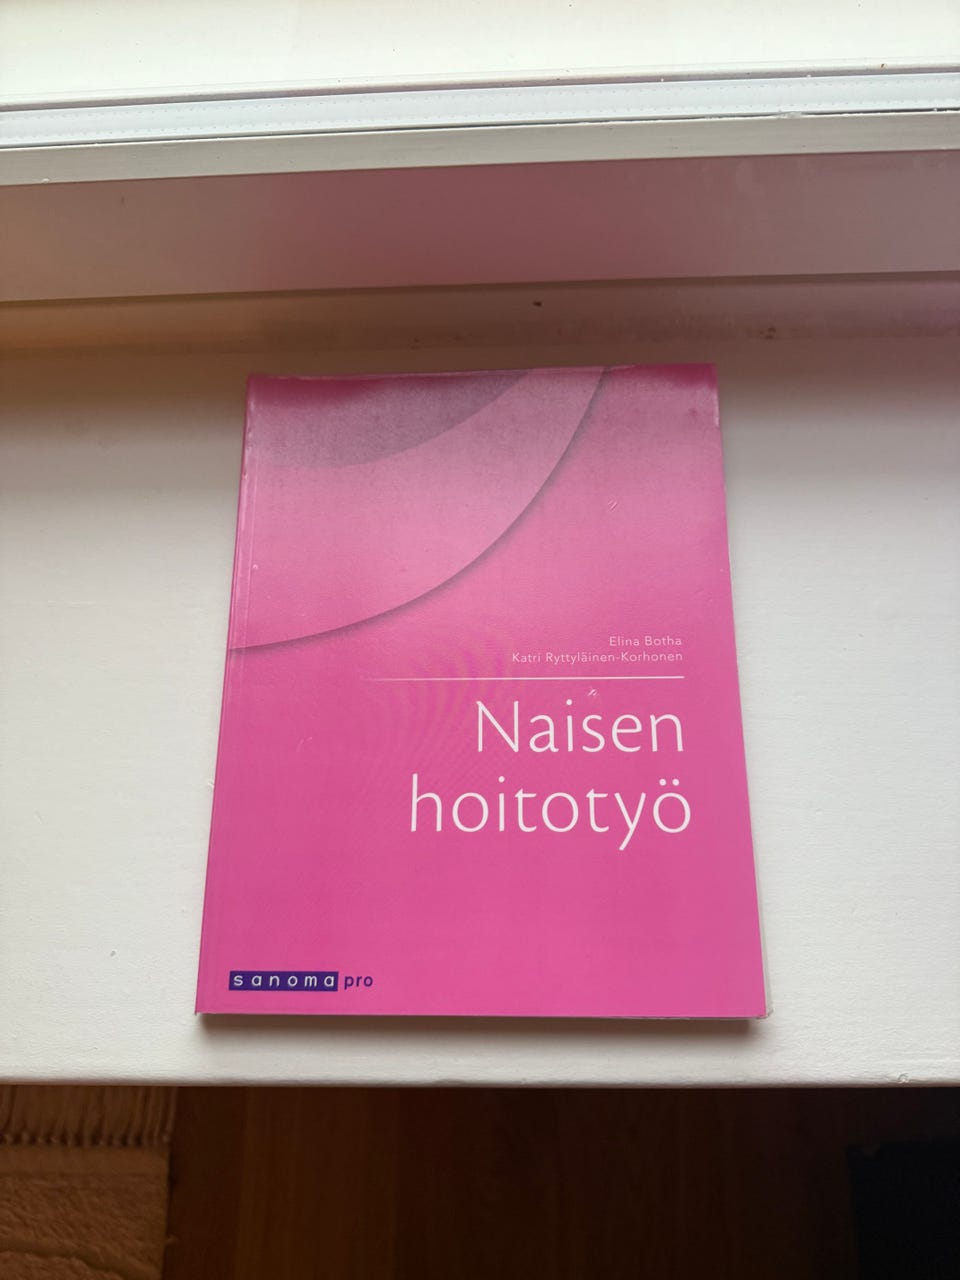 Elina Botha
Katri Ryttyläinen-Korhonen
Naisen
hoitotyö
sanoma pro